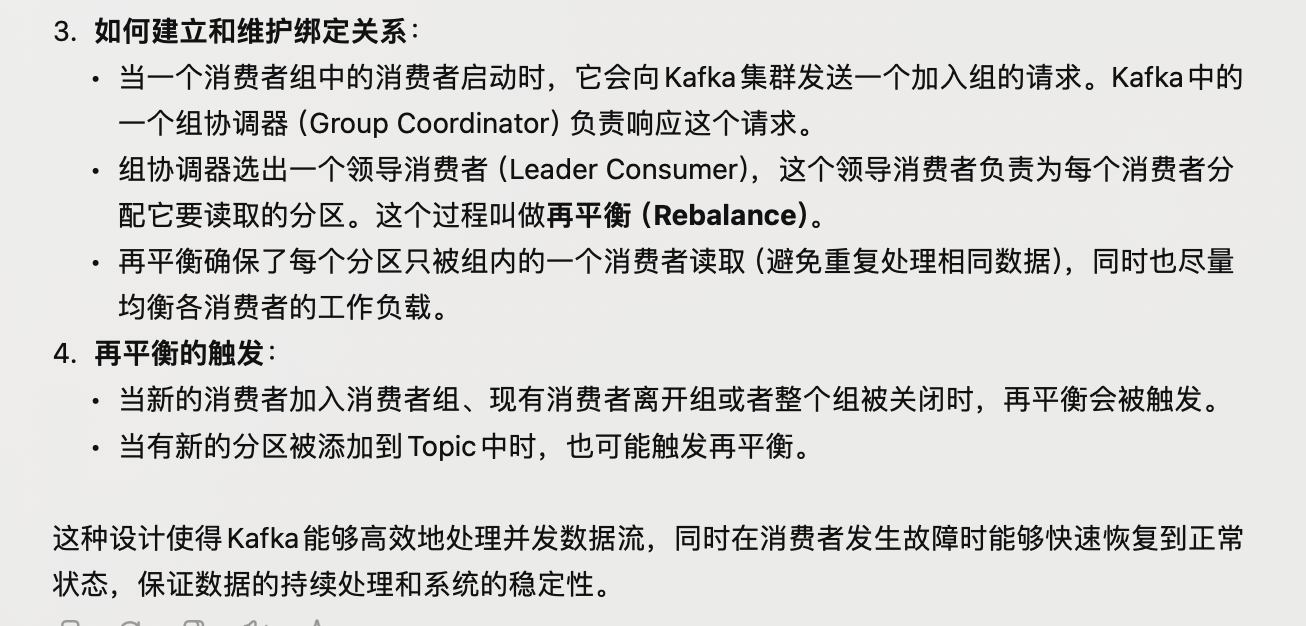 3. 如何建立和维护绑定关系：
• 当一个消费者组中的消费者启动时，它会向Kafka集群发送一个加入组的请求。Kafka中的
一个组协调器（Group Coordinator）负责响应这个请求。
• 组协调器选出一个领导消费者（Leader Consumer），这个领导消费者负责为每个消费者分
配它要读取的分区。这个过程叫做再平衡（Rebalance）。
• 再平衡确保了每个分区只被组内的一个消费者读取（避免重复处理相同数据），同时也尽量
均衡各消费者的工作负载。
4. 再平衡的触发：
• 当新的消费者加入消费者组、现有消费者离开组或者整个组被关闭时，再平衡会被触发。
• 当有新的分区被添加到Topic中时，也可能触发再平衡。
这种设计使得Kafka能够高效地处理并发数据流，同时在消费者发生故障时能够快速恢复到正常
状态，保证数据的持续处理和系统的稳定性。